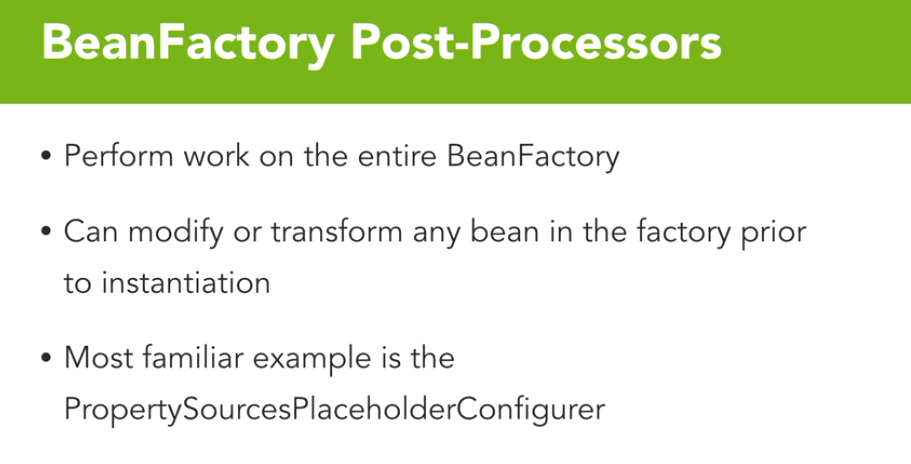 BeanFactory Post-Processors
• Perform work on the entire BeanFactory
• Can modify or transform any bean in the factory prior
to instantiation
• Most familiar example is the
PropertySourcesPlaceholderConfigurer